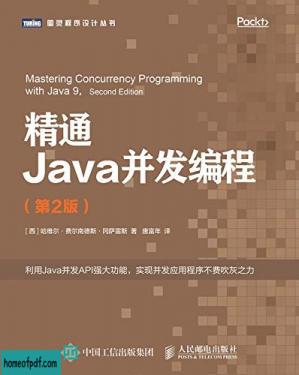 TURING
图灵程序设计丛书
Packt>
Mastering Concurrency Programming
with Java 9, Second Edition
精通
Java并发编程
（第2版）
[西] 哈维尔·费尔南德斯·冈萨雷斯 著 唐富年 译
利用Java并发API强大功能，实现并发应用程序不费吹灰之力
中国工信出版集团
人民邮电出版社
homeofpdf.com